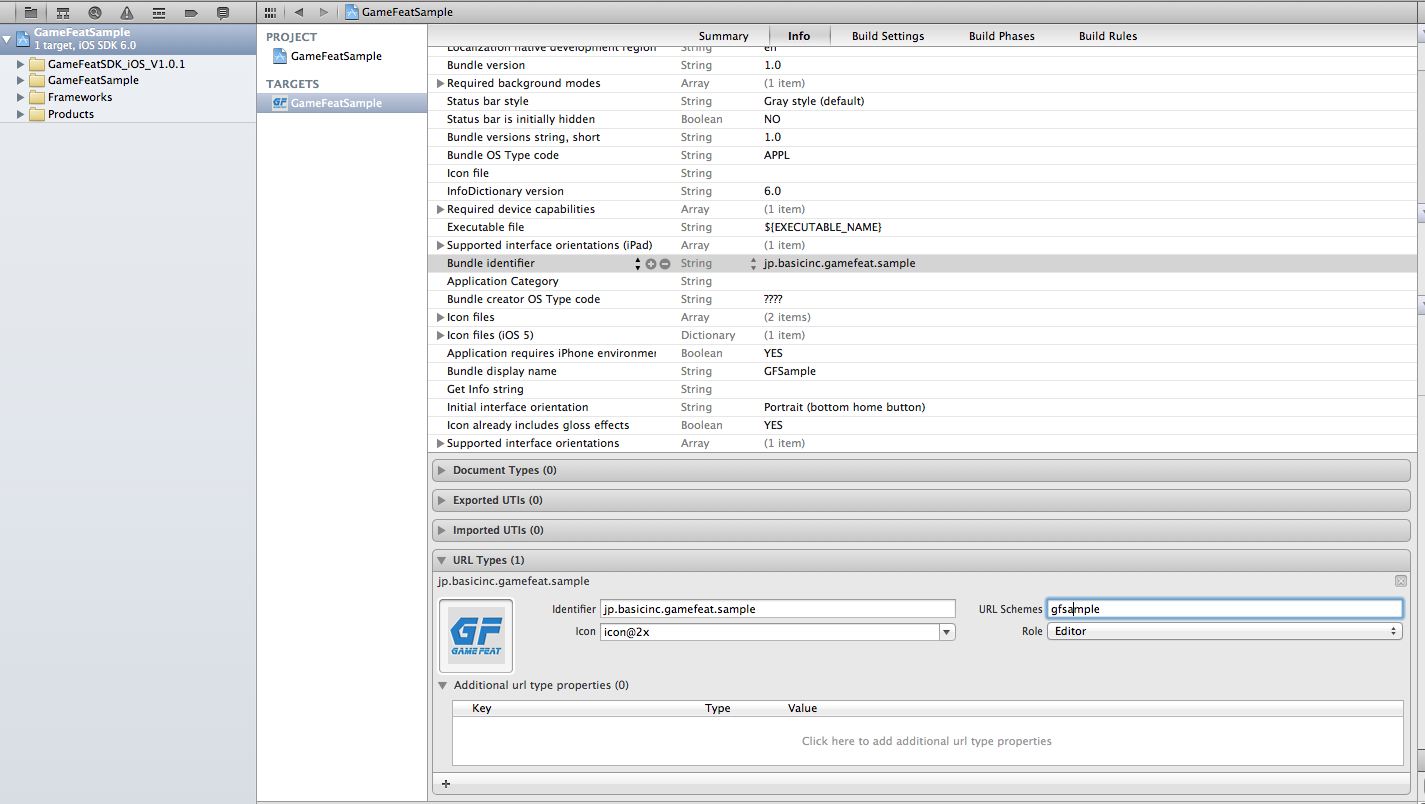 GameFeatSample
GameFeatSample
1 target, iOS SDK 6.0
GameFeatSDK_iOS_V1.0.1
GameFeatSample
Frameworks
Products
PROJECT
GameFeatSample
TARGETS
GameFeatSample
Summary Info Build Settings Build Phases Build Rules
Localization native development region String en
Bundle version String 1.0
Required background modes Array (1 item)
Status bar style String Gray style (default)
Status bar is initially hidden Boolean NO
Bundle versions string, short String 1.0
Bundle OS Type code String APPL
Icon file String
InfoDictionary version String 6.0
Required device capabilities Array (1 item)
Executable file String ${EXECUTABLE_NAME}
Supported interface orientations (iPad) Array (1 item)
Bundle identifier String jp.basicinc.gamefeat.sample
Application Category String
Bundle creator OS Type code String ????
Icon files Array (2 items)
Icon files (iOS 5) Dictionary (1 item)
Application requires iPhone environmer Boolean YES
Bundle display name String GFSample
Get Info string String
Initial interface orientation String Portrait (bottom home button)
Icon already includes gloss effects Boolean YES
Supported interface orientations Array (1 item)
Document Types (0)
Exported UTIs (0)
Imported UTIs (0)
URL Types (1)
jp.basicinc.gamefeat.sample
GF
GAME FEAT
Identifier jp.basicinc.gamefeat.sample URL Schemes gfsample
Icon icon@2x Role Editor
Additional url type properties (0)
Key Type Value
Click here to add additional url type properties